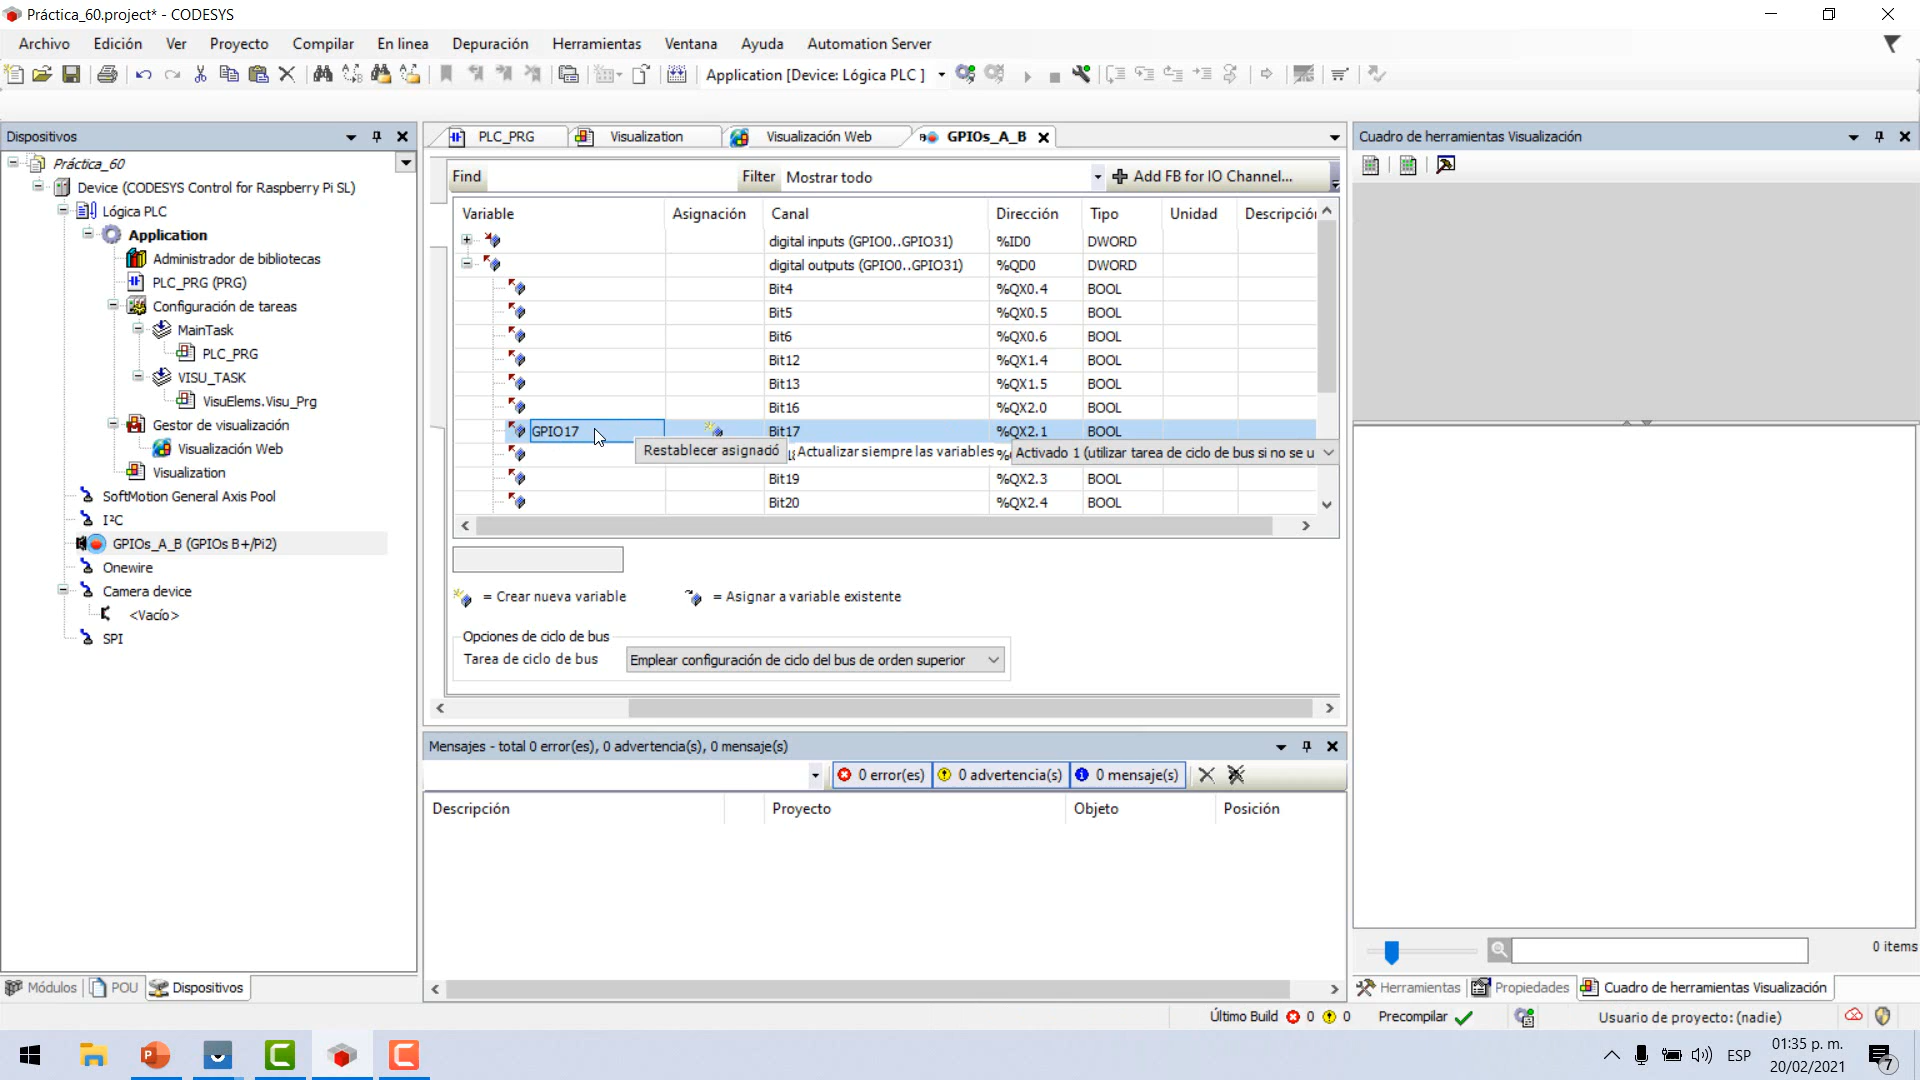 Práctica_60.project* - CODESYS
Archivo Edición Ver Proyecto Compilar En linea Depuración Herramientas Ventana Ayuda Automation Server
Application [Device: Lógica PLC ]
Dispositivos
Práctica_60
Device (CODESYS Control for Raspberry Pi SL)
Lógica PLC
Application
Administrador de bibliotecas
PLC_PRG (PRG)
Configuración de tareas
MainTask
PLC_PRG
VISU_TASK
VisuElems.Visu_Prg
Gestor de visualización
Visualización Web
Visualization
SoftMotion General Axis Pool
I²C
GPIOs_A_B (GPIOs B+/Pi2)
Onewire
Camera device
<Vacío>
SPI
Módulos POU Dispositivos
PLC_PRG Visualization Visualización Web GPIOs_A_B
Find Filter Mostrar todo Add FB for IO Channel...
Variable Asignación Canal Dirección Tipo Unidad Descripción
digital inputs (GPIO0..GPIO31) %ID0 DWORD
digital outputs (GPIO0..GPIO31) %QD0 DWORD
Bit4 %QX0.4 BOOL
Bit5 %QX0.5 BOOL
Bit6 %QX0.6 BOOL
Bit12 %QX1.4 BOOL
Bit13 %QX1.5 BOOL
Bit16 %QX2.0 BOOL
GPIO17 Bit17 %QX2.1 BOOL
Restablecer asignació Actualizar siempre las variables Activado 1 (utilizar tarea de ciclo de bus si no se u
Bit19 %QX2.3 BOOL
Bit20 %QX2.4 BOOL
= Crear nueva variable = Asignar a variable existente
Opciones de ciclo de bus
Tarea de ciclo de bus Emplear configuración de ciclo del bus de orden superior
Mensajes - total 0 error(es), 0 advertencia(s), 0 mensaje(s)
0 error(es) 0 advertencia(s) 0 mensaje(s)
Descripción Proyecto Objeto Posición
Cuadro de herramientas Visualización
0 items
Herramientas Propiedades Cuadro de herramientas Visualización
Último Build 0 0 Precompilar Usuario de proyecto: (nadie)
ESP
01:35 p. m.
20/02/2021
7